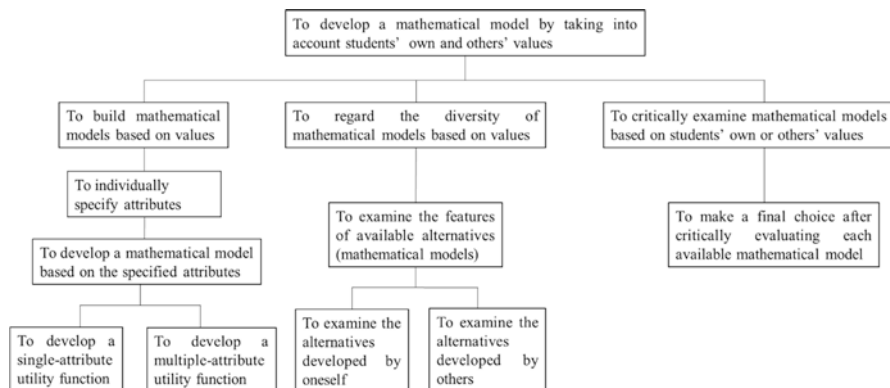 To develop a mathematical model by taking into
account students' own and others' values
To build mathematical
models based on values
To regard the diversity of
mathematical models based on values
To critically examine mathematical models
based on students' own or others' values
To individually
specify attributes
To examine the features
of available alternatives
(mathematical models)
To make a final choice after
critically evaluating each
available mathematical model
To develop a mathematical model
based on the specified attributes
To develop a
single-attribute
utility function
To develop a
multiple-attribute
utility function
To examine the
alternatives
developed by
oneself
To examine the
alternatives
developed by
others